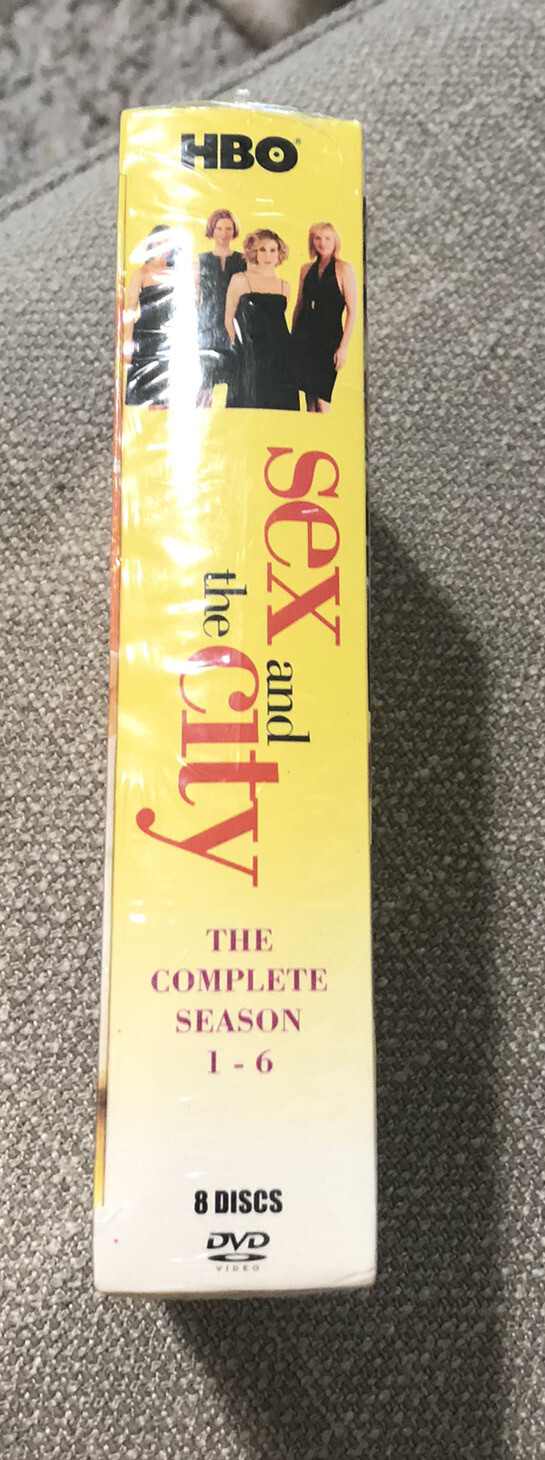 HBO®
sex and
the city
THE
COMPLETE
SEASON
1 - 6
8 DISCS
DVD
VIDEO